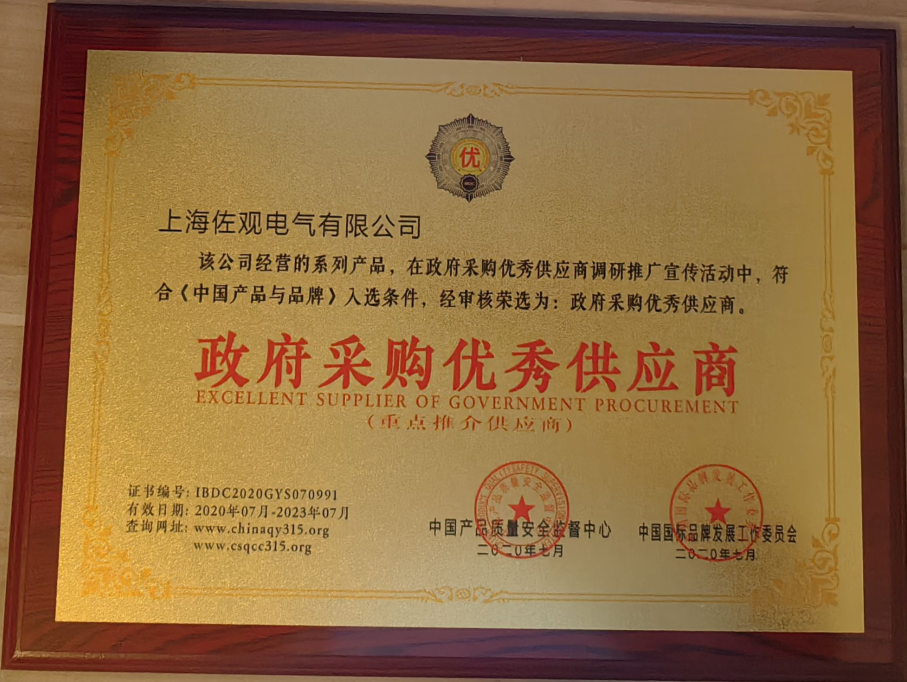 优
上海佐观电气有限公司
该公司经营的系列产品，在政府采购优秀供应商调研推广宣传活动中，符
合《中国产品与品牌》入选条件，经审核荣选为：政府采购优秀供应商。
政府采购优秀供应商
EXCELLENT SUPPLIER OF GOVERNMENT PROCUREMENT
（重点推介供应商）
证书编号: IBDC2020GYS070991
有效日期: 2020年07月-2023年07月
查询网址: www.chinaqy315.org
www.csqcc315.org
中国产品质量安全监督中心
二〇二〇年七月
中国国际品牌发展工作委员会
二〇二〇年七月